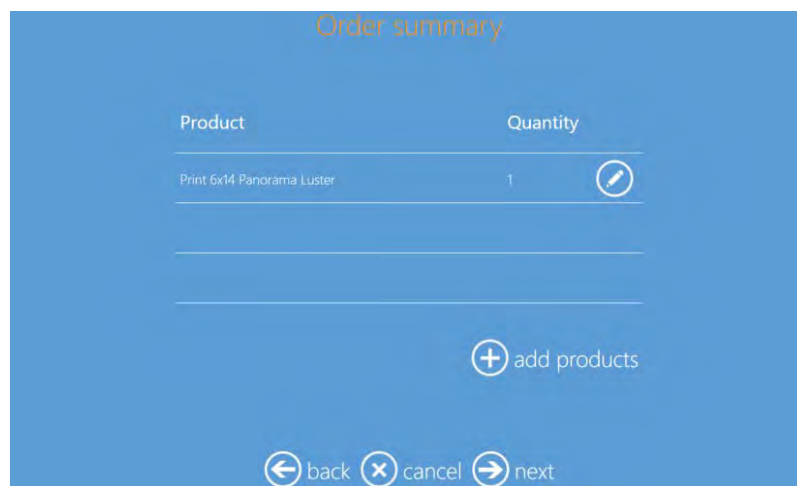 Order summary
Product Quantity
Print 6x14 Panorama Luster 1
add products
back cancel next